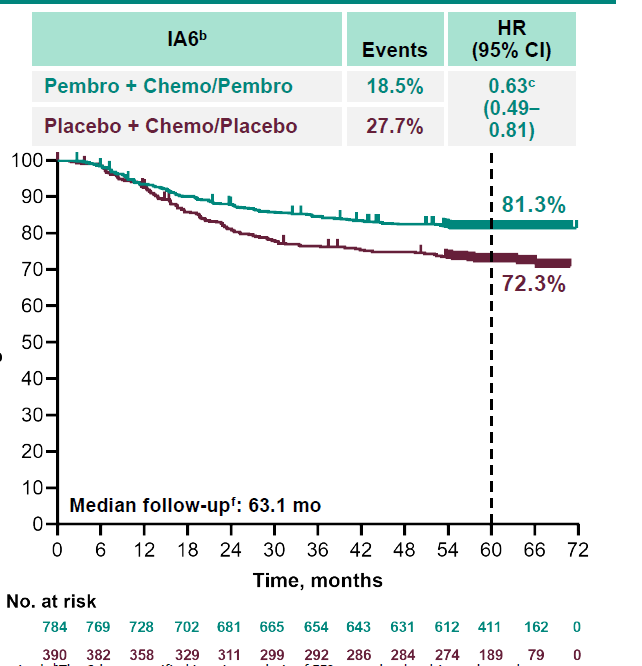 IA6ᵇ Events HR (95% CI)
Pembro + Chemo/Pembro 18.5% 0.63ᶜ (0.49–0.81)
Placebo + Chemo/Placebo 27.7%
100
90
81.3%
80
70
72.3%
60
50
40
30
20
10
Median follow-upᶠ: 63.1 mo
0
0 6 12 18 24 30 36 42 48 54 60 66 72
Time, months
No. at risk
784 769 728 702 681 665 654 643 631 612 411 162 0
390 382 358 329 311 299 292 286 284 274 189 79 0